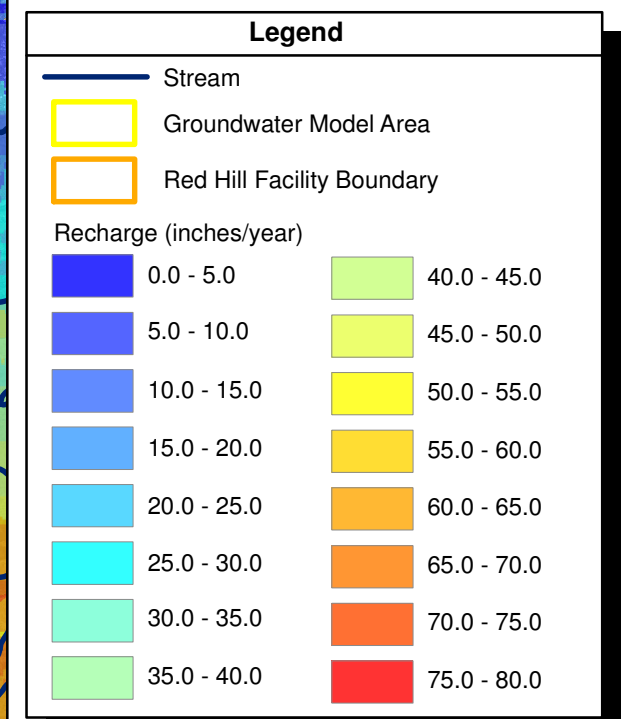 Legend
Stream
Groundwater Model Area
Red Hill Facility Boundary
Recharge (inches/year)
0.0 - 5.0
5.0 - 10.0
10.0 - 15.0
15.0 - 20.0
20.0 - 25.0
25.0 - 30.0
30.0 - 35.0
35.0 - 40.0
40.0 - 45.0
45.0 - 50.0
50.0 - 55.0
55.0 - 60.0
60.0 - 65.0
65.0 - 70.0
70.0 - 75.0
75.0 - 80.0